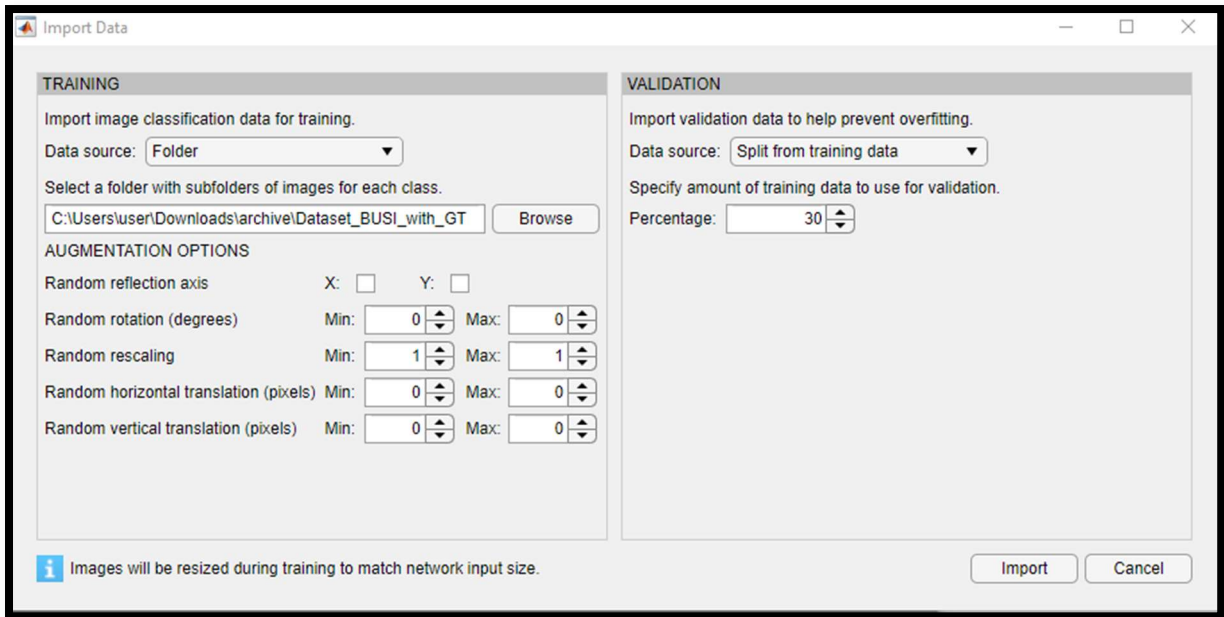 Import Data
TRAINING
Import image classification data for training.
Data source: Folder
Select a folder with subfolders of images for each class.
C:\Users\user\Downloads\archive\Dataset_BUSI_with_GT Browse
AUGMENTATION OPTIONS
Random reflection axis X: Y:
Random rotation (degrees) Min: 0 Max: 0
Random rescaling Min: 1 Max: 1
Random horizontal translation (pixels) Min: 0 Max: 0
Random vertical translation (pixels) Min: 0 Max: 0
VALIDATION
Import validation data to help prevent overfitting.
Data source: Split from training data
Specify amount of training data to use for validation.
Percentage: 30
Images will be resized during training to match network input size.
Import Cancel